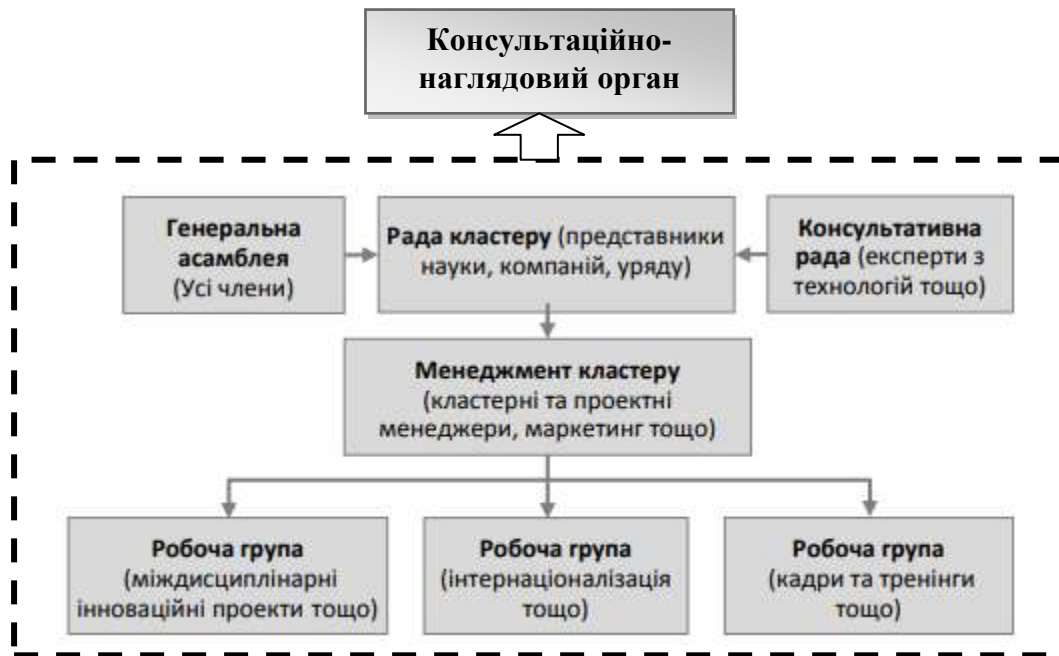 Консультаційно-
наглядовий орган
Генеральна
асамблея
(Усі члени)
Рада кластеру (представники
науки, компаній, уряду)
Консультативна
рада (експерти з
технологій тощо)
Менеджмент кластеру
(кластерні та проектні
менеджери, маркетинг тощо)
Робоча група
(міждисциплінарні
інноваційні проекти тощо)
Робоча група
(інтернаціоналізація
тощо)
Робоча група
(кадри та тренінги
тощо)